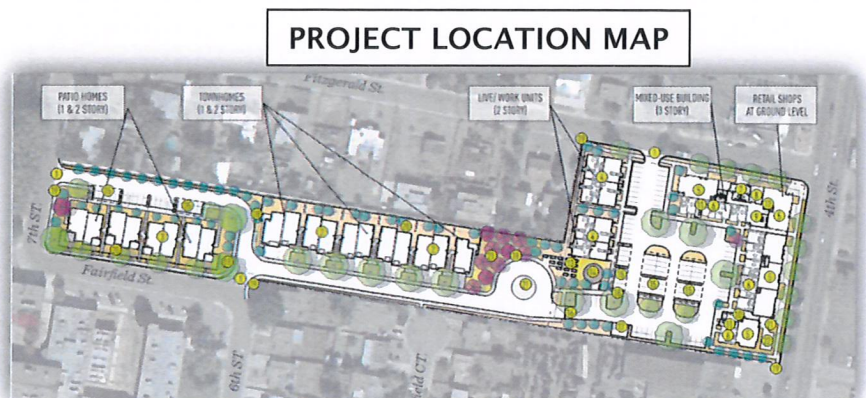 PROJECT LOCATION MAP
Fitzgerald St.
PATIO HOMES
(1 & 2 STORY)
TOWNHOMES
(1 & 2 STORY)
LIVE/ WORK UNITS
(2 STORY)
MIXED-USE BUILDING
(3 STORY)
RETAIL SHOPS
AT GROUND LEVEL
7th ST.
4th St.
Fairfield St.
6th ST